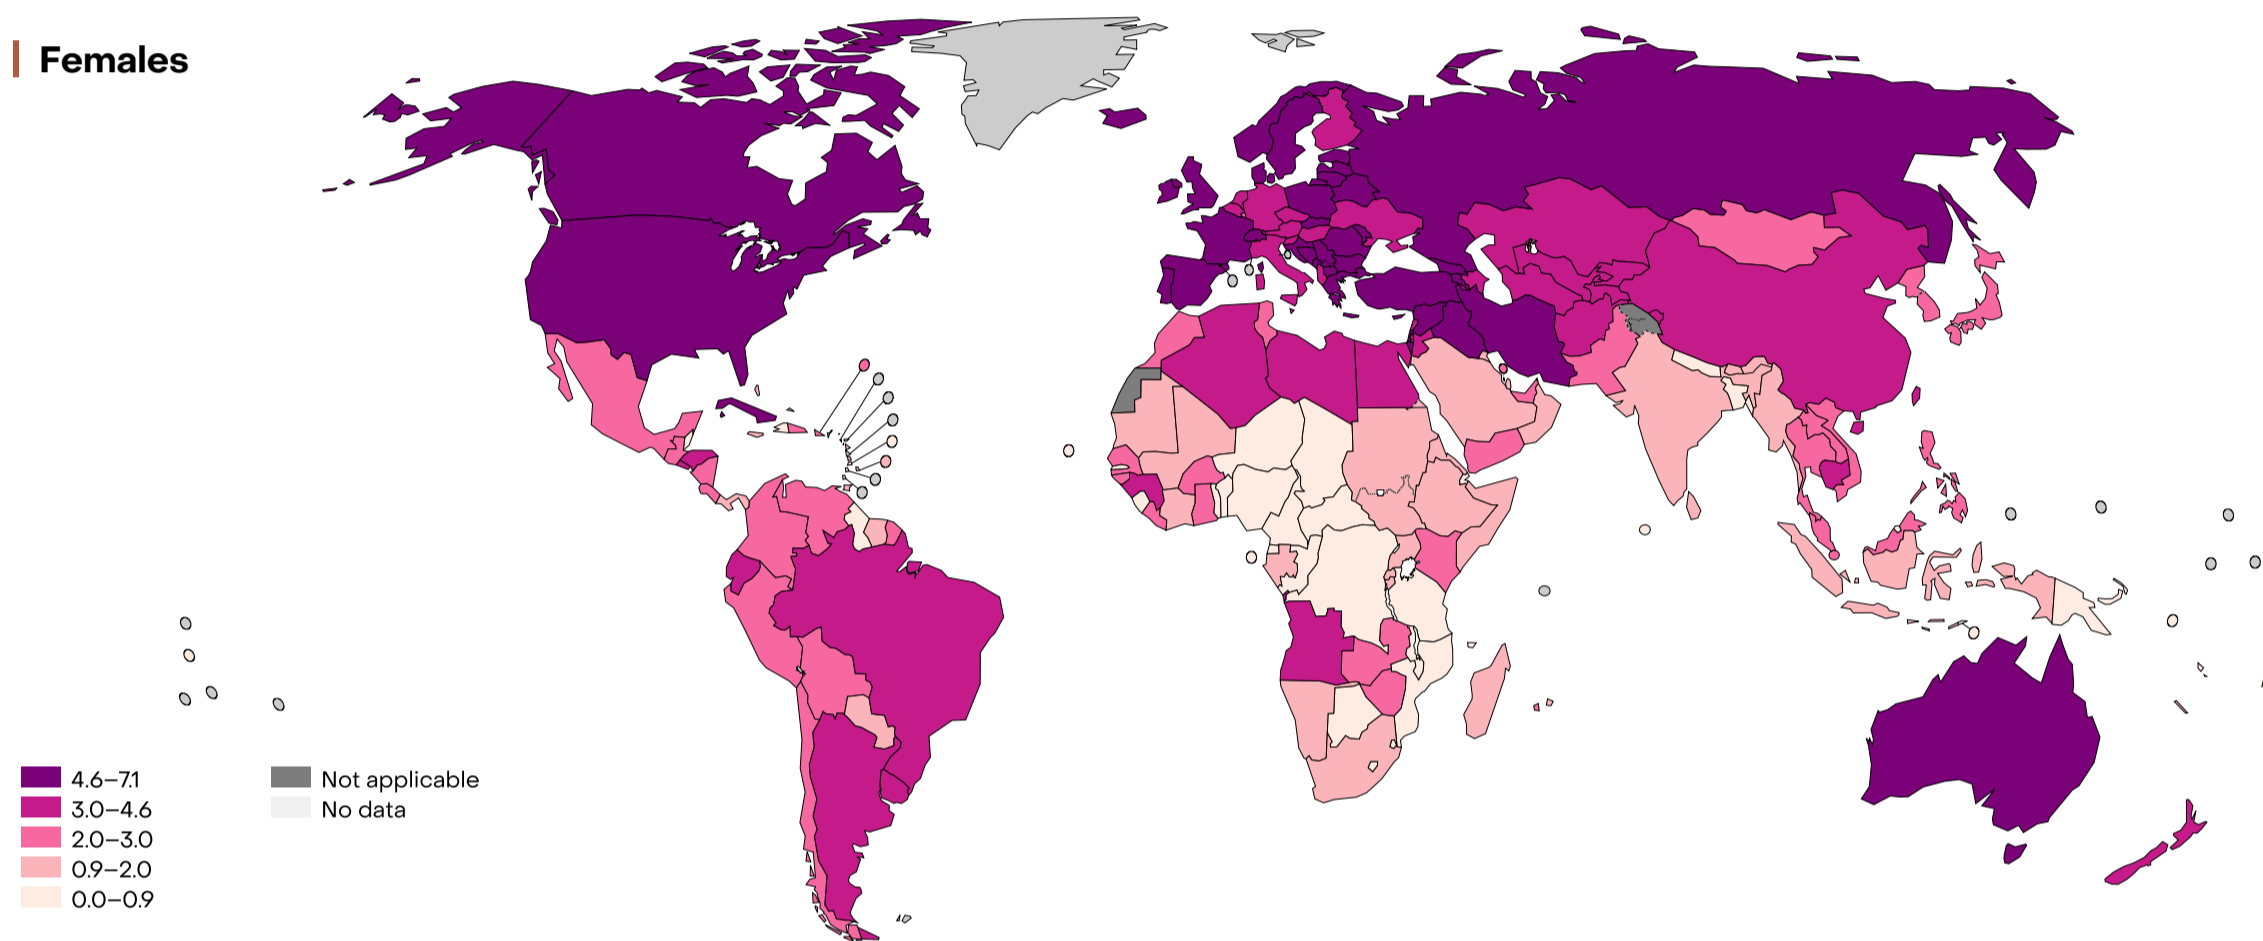 Females
4.6–7.1
3.0–4.6
2.0–3.0
0.9–2.0
0.0–0.9
Not applicable
No data